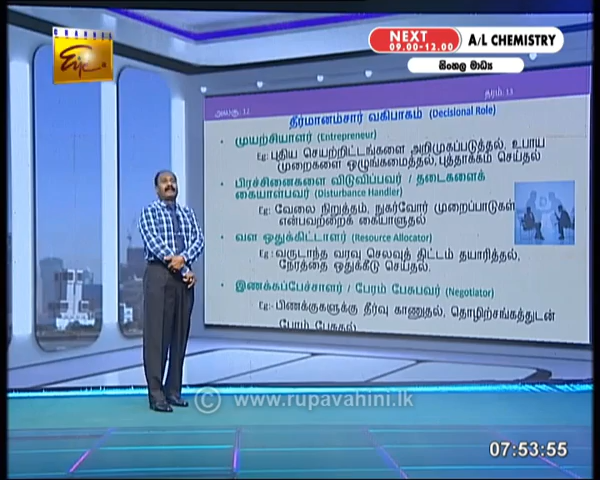 CHANNEL
Eye
NEXT
09.00-12.00
A/L CHEMISTRY
සිංහල මාධ්‍ය
அலகு: 12
தரம்: 13
தீர்மானம்சார் வகிபாகம் (Decisional Role)
• முயற்சியாளர் (Entrepreneur)
Eg: புதிய செயற்றிட்டங்களை அறிமுகப்படுத்தல், உபாய
முறைகளை ஒழுங்கமைத்தல்,புத்தாக்கம் செய்தல்
• பிரச்சினைகளை விடுவிப்பவர் / தடைகளைக்
கையாள்பவர் (Disturbance Handler)
Eg: வேலை நிறுத்தம், நுகர்வோர் முறைப்பாடுகள்
என்பவற்றைக் கையாளுதல்
• வள ஒதுக்கிட்டாளர் (Resource Allocator)
Eg: வருடாந்த வரவு செலவுத் திட்டம் தயாரித்தல்,
நேரத்தை ஒதுக்கீடு செய்தல்.
• இணக்கப்பேச்சாளர் / பேரம் பேசுபவர் (Negotiator)
Eg:- பிணக்குகளுக்கு தீர்வு காணுதல், தொழிற்சங்கத்துடன்
பேரம் பேசுதல்
© www.rupavahini.lk
07:53:55